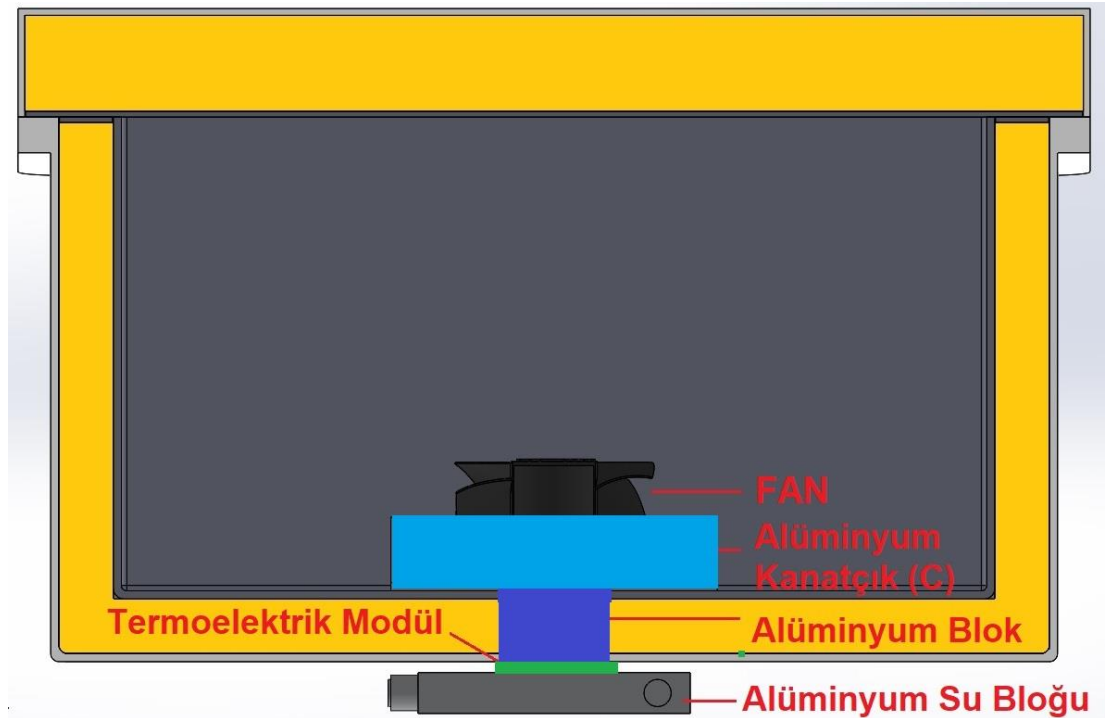 FAN
Alüminyum
Kanatçık (C)
Termoelektrik Modül
Alüminyum Blok
Alüminyum Su Bloğu